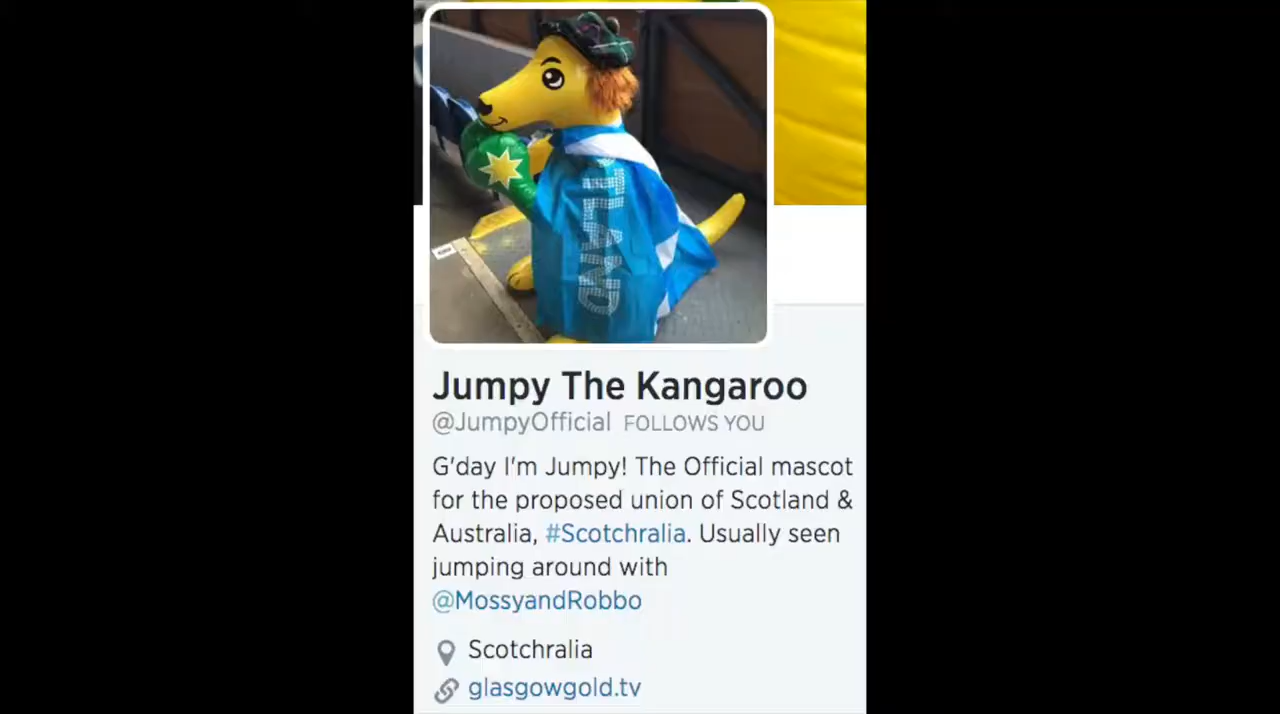 TLAND
Jumpy The Kangaroo
@JumpyOfficial FOLLOWS YOU
G'day I'm Jumpy! The Official mascot
for the proposed union of Scotland &
Australia, #Scotchralia. Usually seen
jumping around with
@MossyandRobbo
Scotchralia
glasgowgold.tv